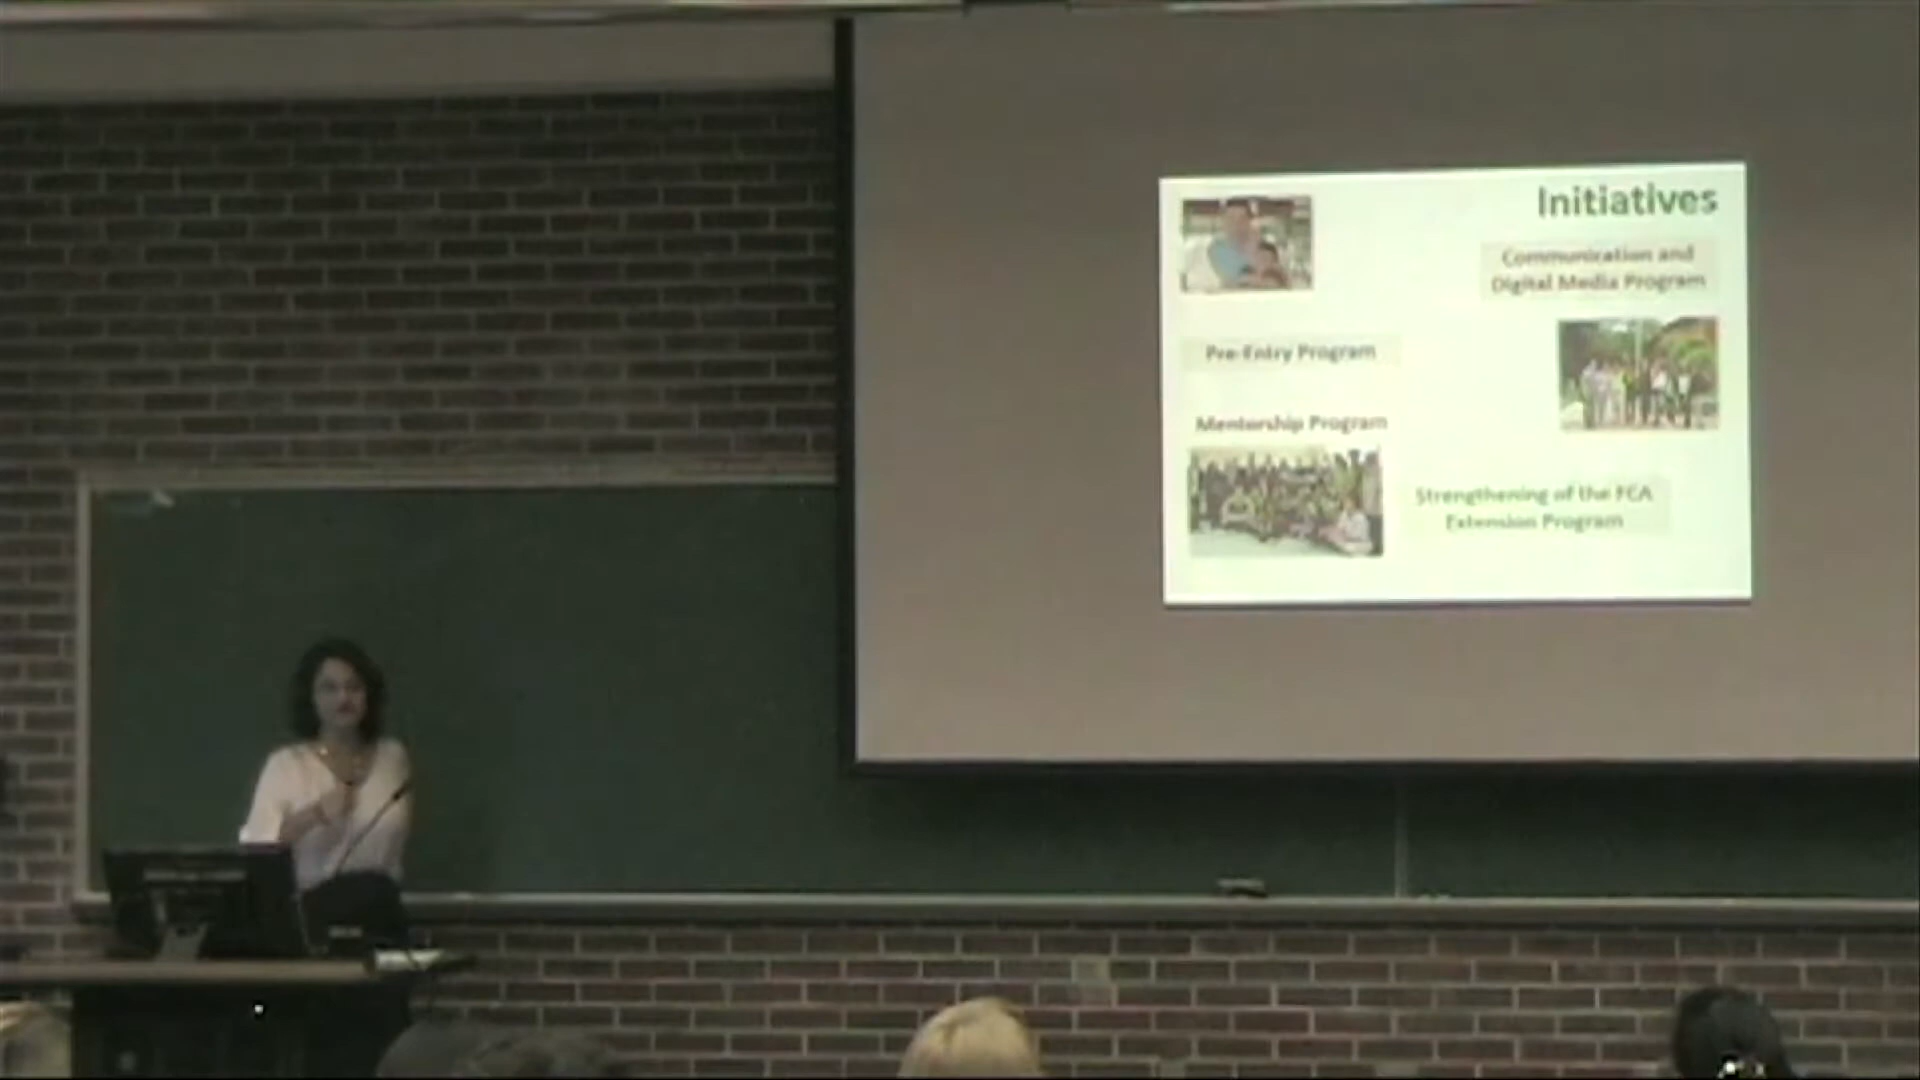 Initiatives
Communication and
Digital Media Program
Pre-Entry Program
Mentorship Program
Strengthening of the FCA
Extension Program